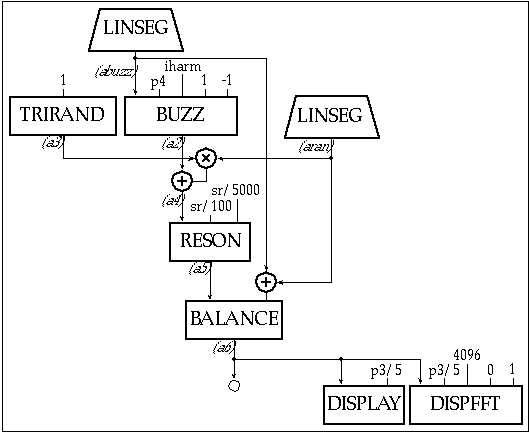 LINSEG
(abuzz)
iharm
1
p4
1
-1
TRIRAND
BUZZ
LINSEG
(a3)
(a2)
(aran)
×
+
(a4)
sr/5000
sr/100
RESON
(a5)
+
BALANCE
(a6)
4096
p3/5
p3/5
0
1
DISPLAY
DISPFFT